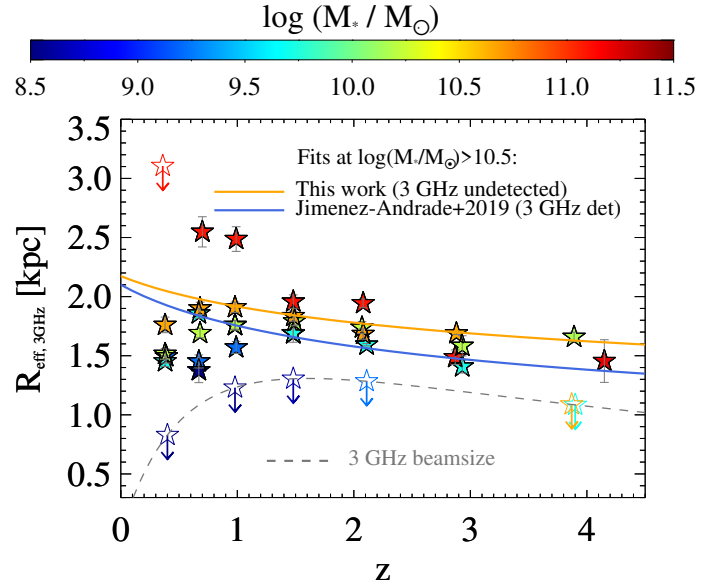 log (M* / M☉)
8.5 9.0 9.5 10.0 10.5 11.0 11.5
Fits at log(M*/M☉)>10.5:
This work (3 GHz undetected)
Jimenez-Andrade+2019 (3 GHz det)
3.5
3.0
2.5
2.0
1.5
1.0
0.5
Reff, 3GHz [kpc]
3 GHz beamsize
0 1 2 3 4
z